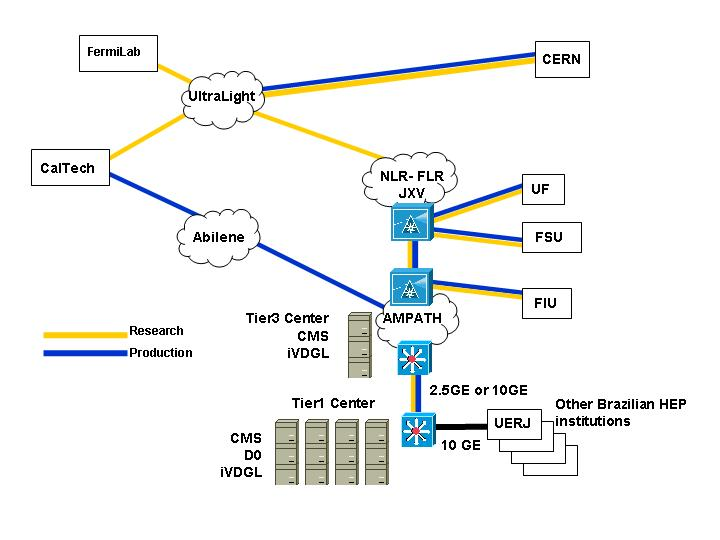 FermiLab
CERN
UltraLight
CalTech
NLR- FLR
JXV
UF
Abilene
FSU
FIU
Tier3 Center
CMS
iVDGL
AMPATH
Research
Production
2.5GE or 10GE
Tier1 Center
Other Brazilian HEP
institutions
UERJ
CMS
D0
iVDGL
10 GE